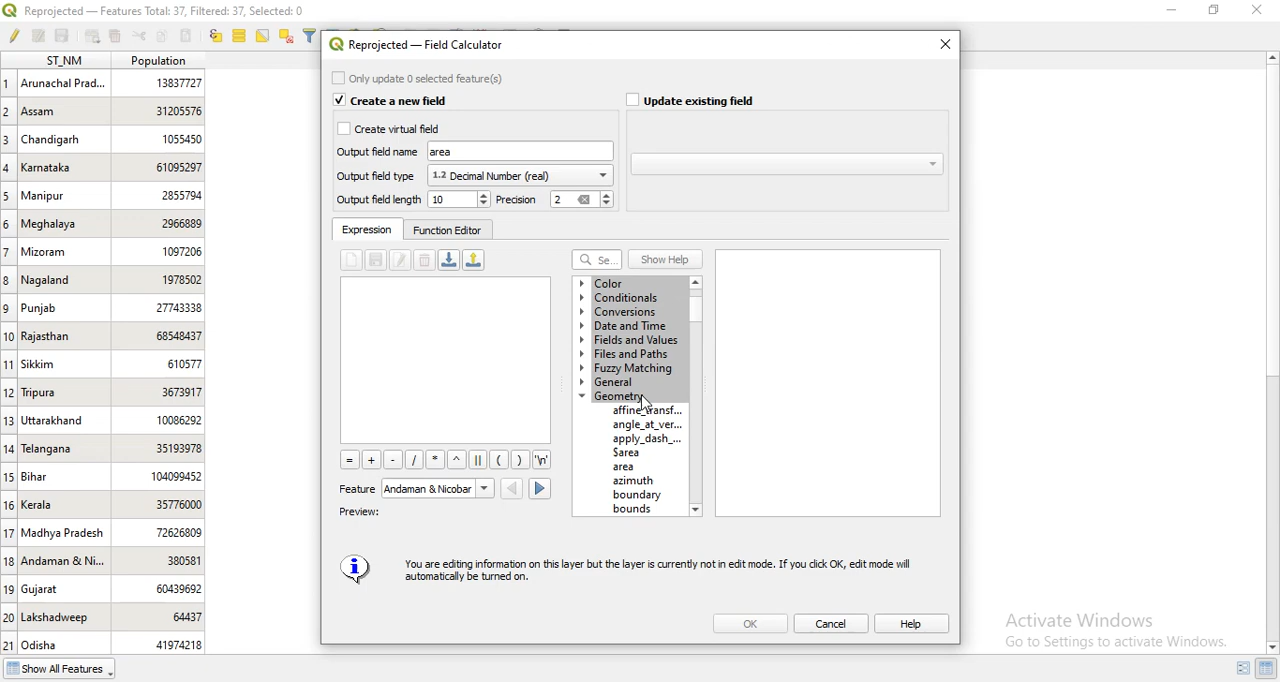 Reprojected — Features Total: 37, Filtered: 37, Selected: 0
ST_NM Population
1 Arunachal Prad... 13837727
2 Assam 31205576
3 Chandigarh 1055450
4 Karnataka 61095297
5 Manipur 2855794
6 Meghalaya 2966889
7 Mizoram 1097206
8 Nagaland 1978502
9 Punjab 27743338
10 Rajasthan 68548437
11 Sikkim 610577
12 Tripura 3673917
13 Uttarakhand 10086292
14 Telangana 35193978
15 Bihar 104099452
16 Kerala 35776000
17 Madhya Pradesh 72626809
18 Andaman & Ni... 380581
19 Gujarat 60439692
20 Lakshadweep 64437
21 Odisha 41974218
Show All Features
Reprojected — Field Calculator
Only update 0 selected feature(s)
Create a new field
Update existing field
Create virtual field
Output field name area
Output field type 1.2 Decimal Number (real)
Output field length 10 Precision 2
Expression Function Editor
Se... Show Help
Color
Conditionals
Conversions
Date and Time
Fields and Values
Files and Paths
Fuzzy Matching
General
Geometry
affine_transf...
angle_at_ver...
apply_dash_...
$area
area
azimuth
boundary
bounds
= + - / * ^ || ( ) '\n'
Feature Andaman & Nicobar
Preview:
You are editing information on this layer but the layer is currently not in edit mode. If you click OK, edit mode will
automatically be turned on.
OK Cancel Help
Activate Windows
Go to Settings to activate Windows.